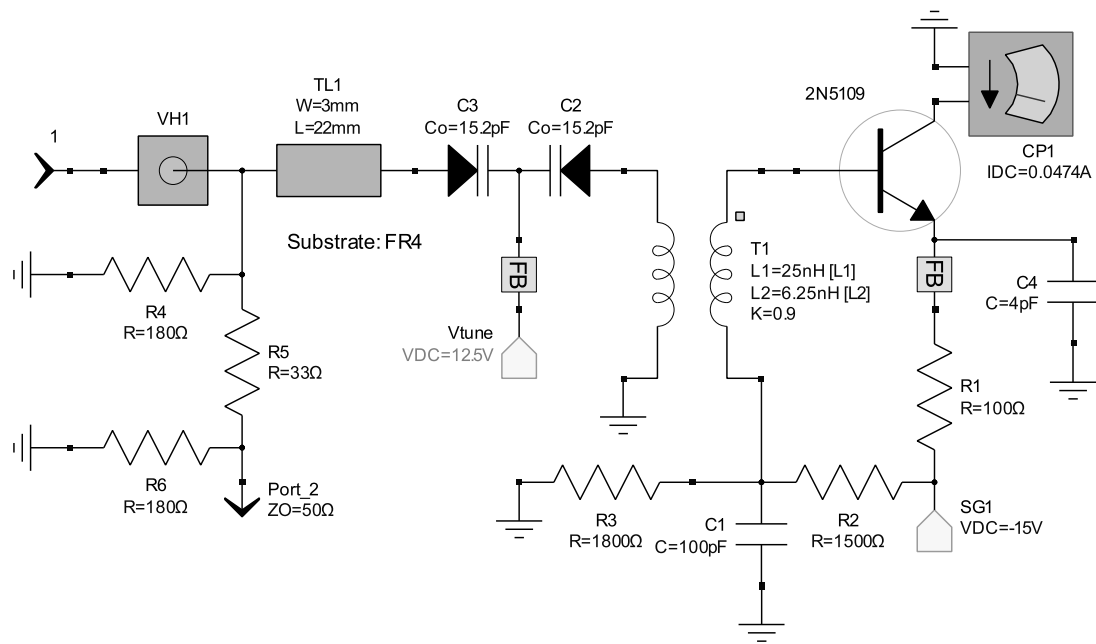 1
VH1
TL1
W=3mm
L=22mm
C3
Co=15.2pF
C2
Co=15.2pF
2N5109
CP1
IDC=0.0474A
Substrate: FR4
FB
Vtune
VDC=12.5V
T1
L1=25nH [L1]
L2=6.25nH [L2]
K=0.9
FB
C4
C=4pF
R4
R=180Ω
R5
R=33Ω
R1
R=100Ω
R6
R=180Ω
Port_2
ZO=50Ω
R3
R=1800Ω
C1
C=100pF
R2
R=1500Ω
SG1
VDC=-15V